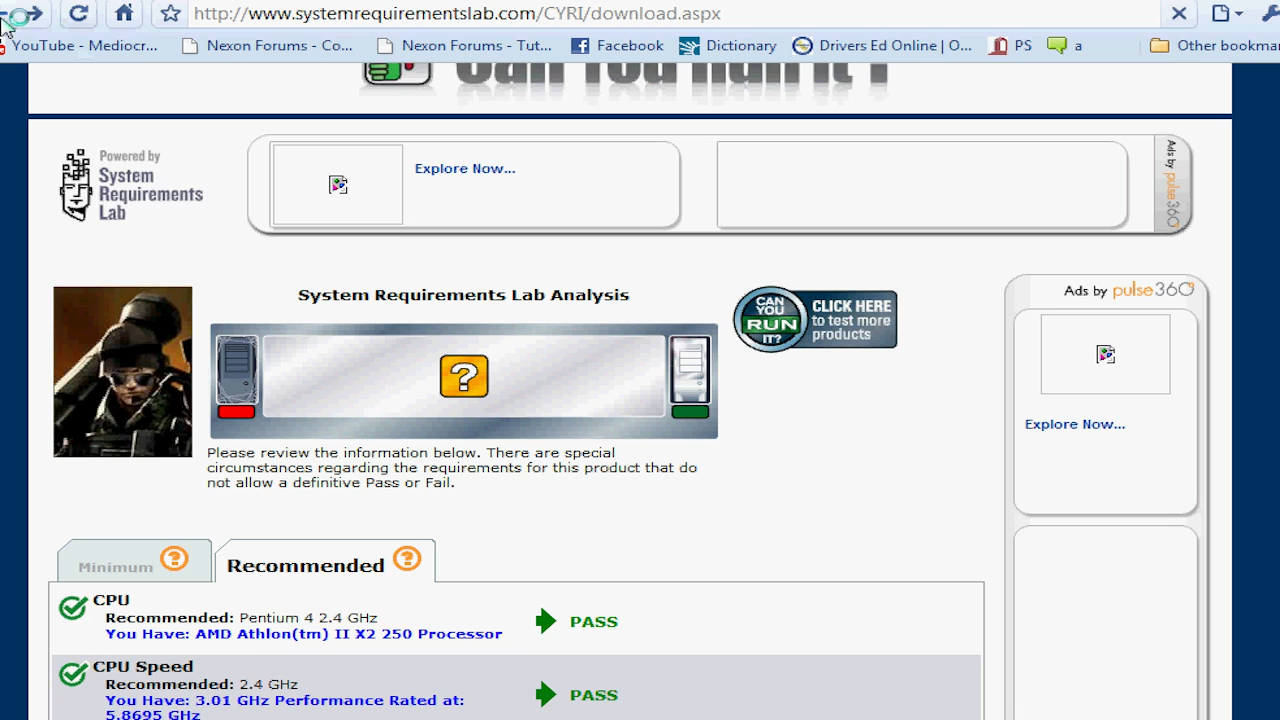 http://www.systemrequirementslab.com/CYRI/download.aspx
YouTube - Mediocr...
Nexon Forums - Co...
Nexon Forums - Tut...
Facebook
Dictionary
Drivers Ed Online | O...
PS
a
Other bookmar
Can You Run It ?
Powered by
System
Requirements
Lab
Explore Now...
Ads by pulse360
System Requirements Lab Analysis
CAN YOU RUN IT?
CLICK HERE
to test more
products
Ads by pulse360
Explore Now...
Please review the information below. There are special
circumstances regarding the requirements for this product that do
not allow a definitive Pass or Fail.
Minimum
Recommended
CPU
Recommended: Pentium 4 2.4 GHz
You Have: AMD Athlon(tm) II X2 250 Processor
PASS
CPU Speed
Recommended: 2.4 GHz
You Have: 3.01 GHz Performance Rated at:
5.8695 GHz
PASS